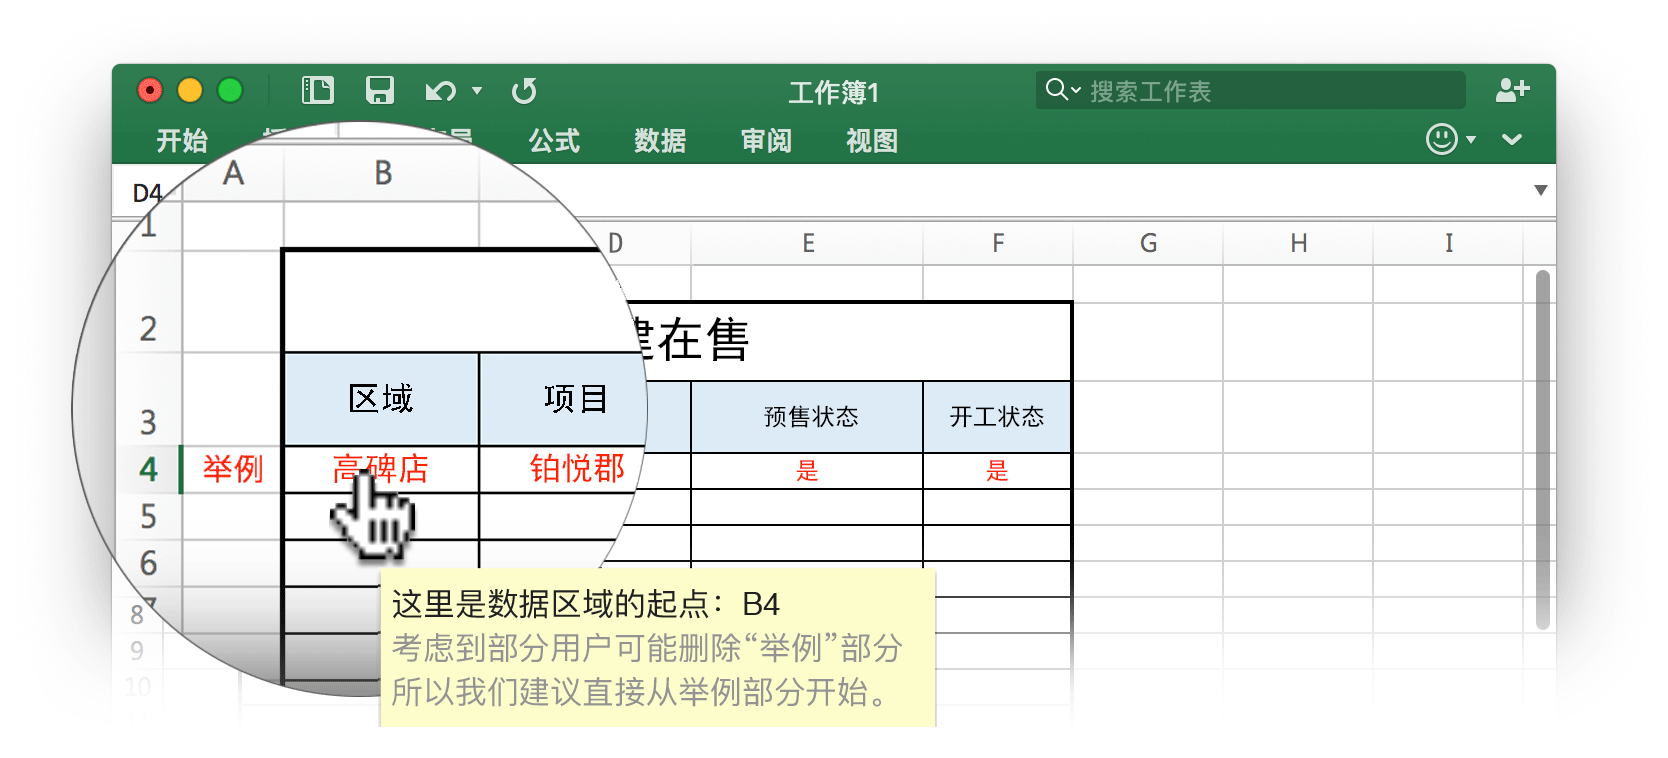 工作簿1
搜索工作表
开始
公式
数据
审阅
视图
D4
A
B
D
E
F
G
H
I
1
2
建在售
3
区域
项目
预售状态
开工状态
4
举例
高碑店
铂悦郡
是
是
5
6
7
8
9
10
这里是数据区域的起点：B4
考虑到部分用户可能删除“举例”部分
所以我们建议直接从举例部分开始。